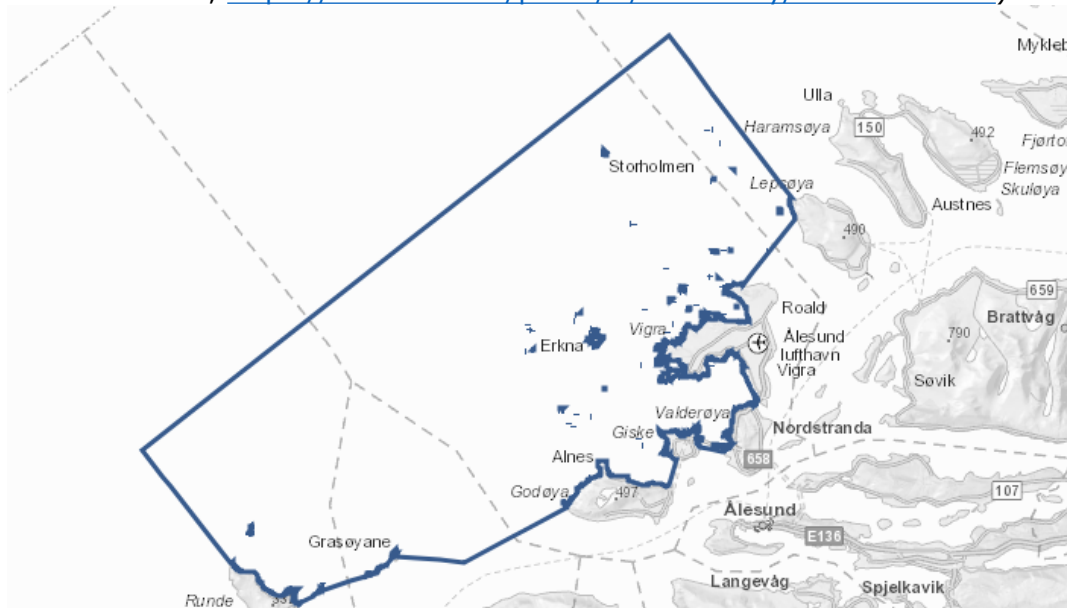 Mykleb
Ulla
Haramsøya
150
492
Fjørto
Storholmen
Flemsøy
Skuløya
Lepsøya
Austnes
490
659
Roald
Brattvåg
Vigra
Erkna
Ålesund
lufthavn
Vigra
790
Søvik
Valderøya
Giske
Nordstranda
Alnes
658
Godøya
497
107
Ålesund
E136
Grasøyane
Langevåg
Spjelkavik
Runde